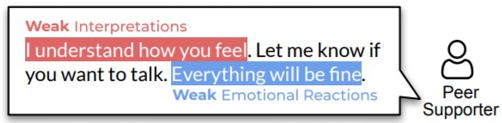 Weak Interpretations
I understand how you feel. Let me know if
you want to talk. Everything will be fine.
Weak Emotional Reactions
Peer
Supporter